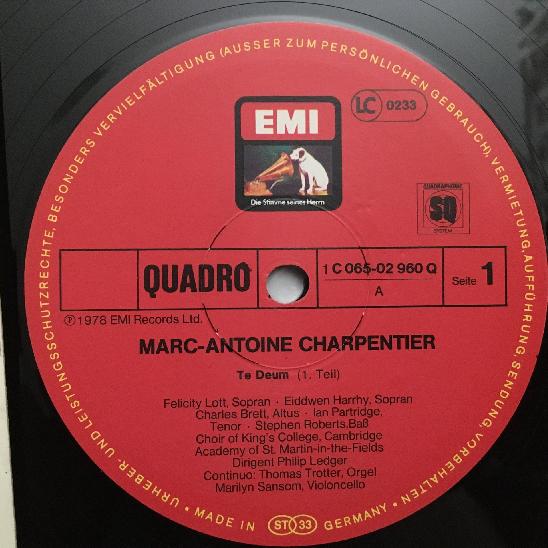 URHEBER- UND LEISTUNGSSCHUTZRECHTE, BESONDERS VERVIELFÄLTIGUNG (AUSSER ZUM PERSÖNLICHEN GEBRAUCH), VERMIETUNG, AUFFÜHRUNG, SENDUNG VORBEHALTEN
LC 0233
EMI
Die Stimme seines Herrn
QUADRAPHONIC
SQ
SYSTEM
QUADRO
1 C 065-02 960 Q
A
Seite 1
℗ 1978 EMI Records Ltd.
MARC-ANTOINE CHARPENTIER
Te Deum (1. Teil)
Felicity Lott, Sopran · Eiddwen Harrhy, Sopran
Charles Brett, Altus · Ian Partridge,
Tenor · Stephen Roberts, Baß
Choir of King's College, Cambridge
Academy of St. Martin-in-the-Fields
Dirigent Philip Ledger
Continuo: Thomas Trotter, Orgel
Marilyn Sansom, Violoncello
• MADE IN ST 33 GERMANY •